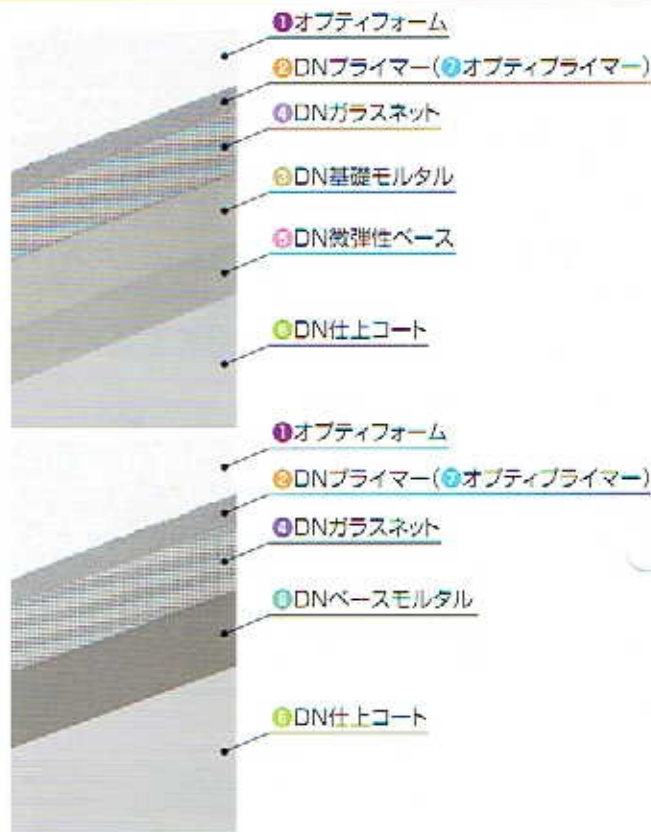 ❶オプティフォーム
❷DNプライマー(❼オプティプライマー)
❹DNガラスネット
❸DN基礎モルタル
❺DN微弾性ベース
❻DN仕上コート
❶オプティフォーム
❷DNプライマー(❼オプティプライマー)
❹DNガラスネット
❽DNベースモルタル
❻DN仕上コート